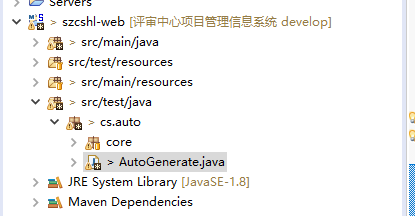 Servers
> szcshl-web [评审中心项目管理信息系统 develop]
> src/main/java
src/test/resources
> src/main/resources
> src/test/java
> cs.auto
core
> AutoGenerate.java
JRE System Library [JavaSE-1.8]
Maven Dependencies